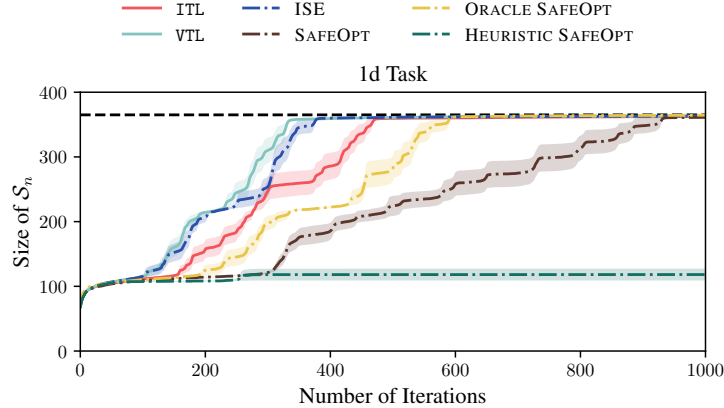 ITL ISE ORACLE SAFEOPT
VTL SAFEOPT HEURISTIC SAFEOPT
1d Task
400
300
200
100
0
Size of 𝒮ₙ
0 200 400 600 800 1000
Number of Iterations